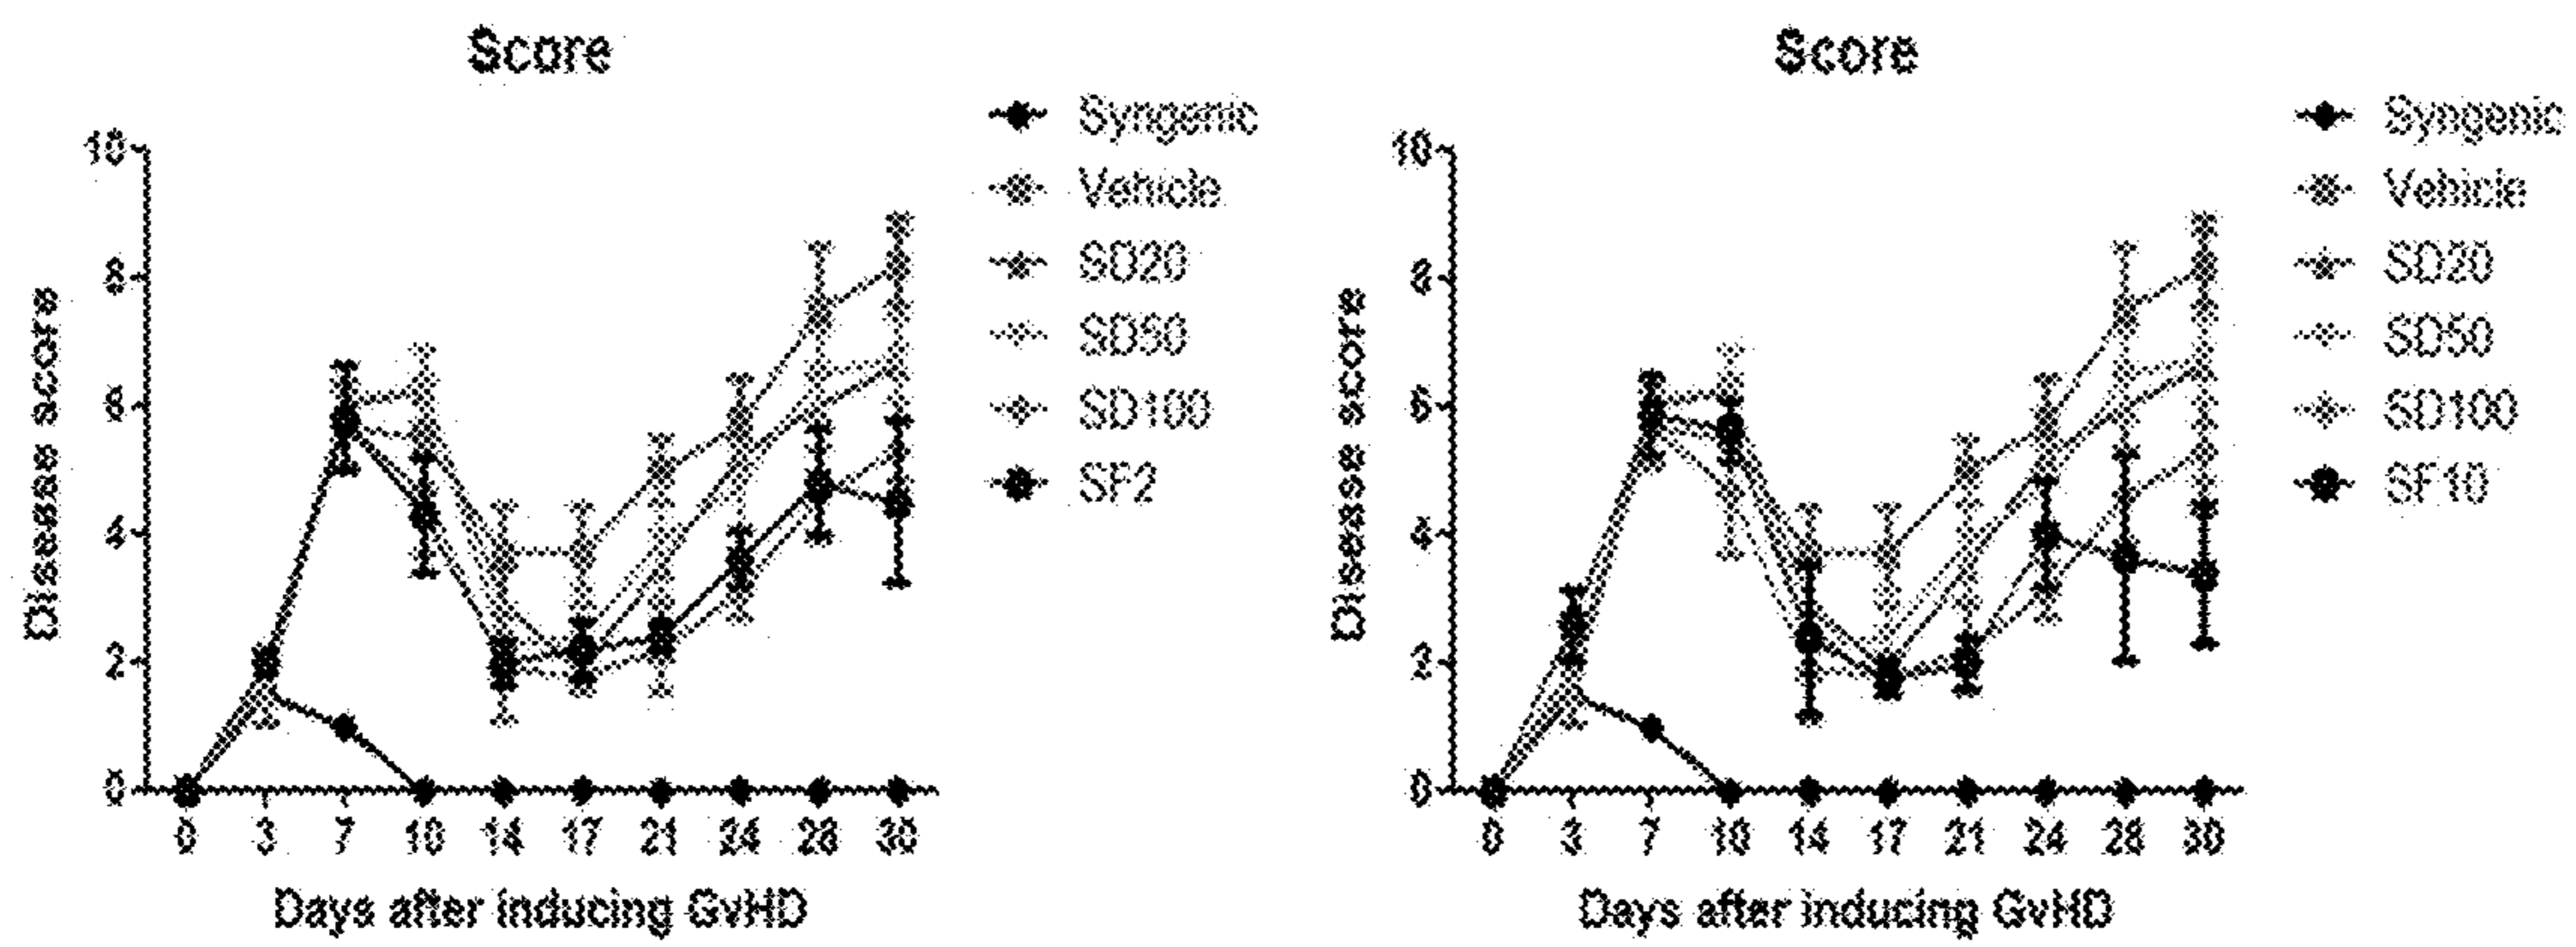 Score
10
8
6
4
2
0
Disease score
0 3 7 10 14 17 21 24 28 30
Days after inducing GvHD
Syngenic
Vehicle
SD20
SD50
SD100
SF2
Score
10
8
6
4
2
0
Disease score
0 3 7 10 14 17 21 24 28 30
Days after inducing GvHD
Syngenic
Vehicle
SD20
SD50
SD100
SF10